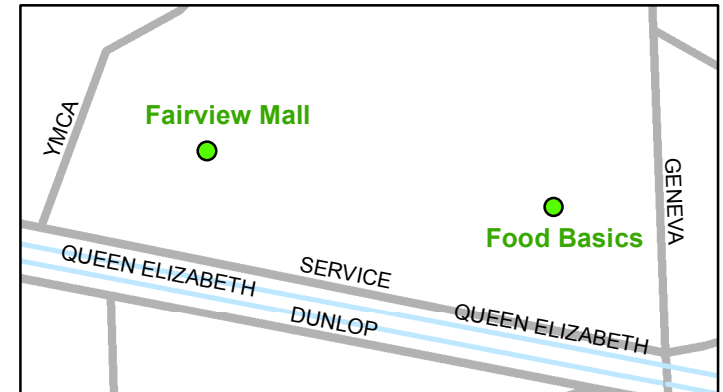 YMCA
Fairview Mall
GENEVA
Food Basics
QUEEN ELIZABETH
SERVICE
DUNLOP
QUEEN ELIZABETH